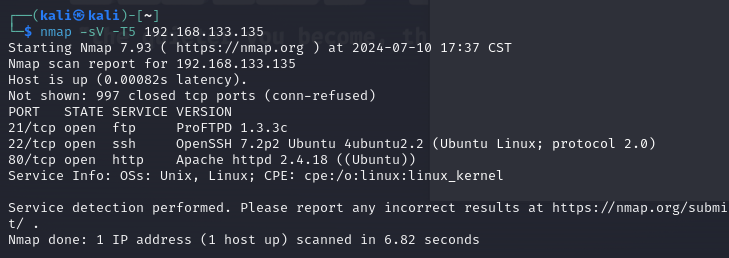 ┌──(kali㉿kali)-[~]
└─$ nmap -sV -T5 192.168.133.135
Starting Nmap 7.93 ( https://nmap.org ) at 2024-07-10 17:37 CST
Nmap scan report for 192.168.133.135
Host is up (0.00082s latency).
Not shown: 997 closed tcp ports (conn-refused)
PORT   STATE SERVICE VERSION
21/tcp open  ftp     ProFTPD 1.3.3c
22/tcp open  ssh     OpenSSH 7.2p2 Ubuntu 4ubuntu2.2 (Ubuntu Linux; protocol 2.0)
80/tcp open  http    Apache httpd 2.4.18 ((Ubuntu))
Service Info: OSs: Unix, Linux; CPE: cpe:/o:linux:linux_kernel

Service detection performed. Please report any incorrect results at https://nmap.org/submi
t/ .
Nmap done: 1 IP address (1 host up) scanned in 6.82 seconds